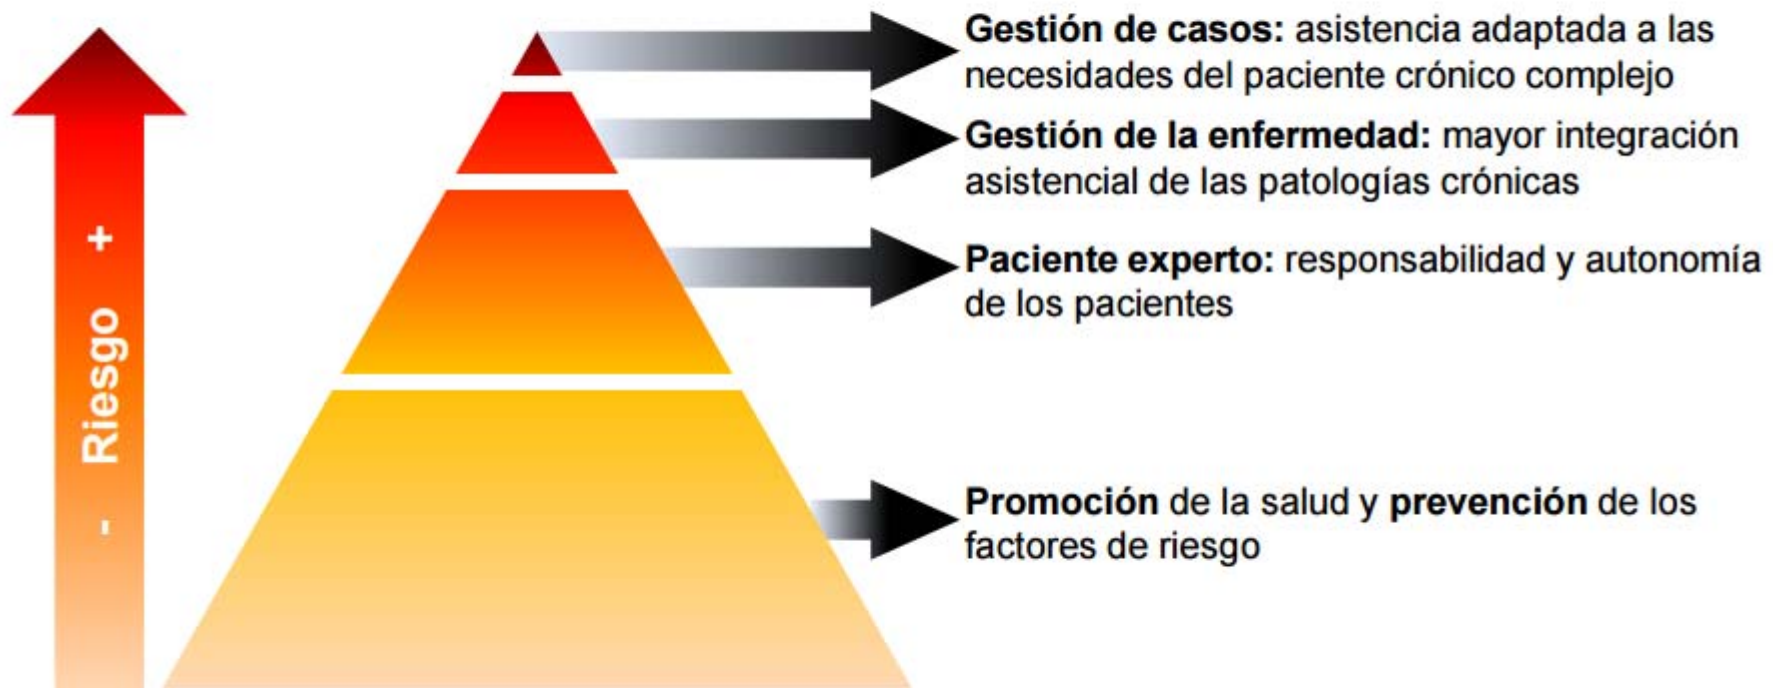 Gestión de casos: asistencia adaptada a las
necesidades del paciente crónico complejo
Gestión de la enfermedad: mayor integración
asistencial de las patologías crónicas
Paciente experto: responsabilidad y autonomía
de los pacientes
Promoción de la salud y prevención de los
factores de riesgo
- Riesgo +